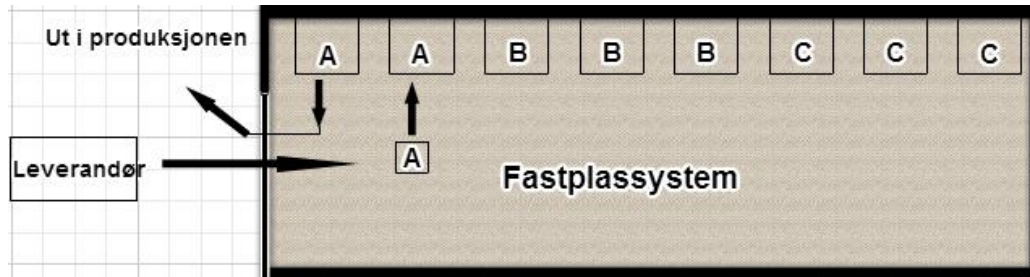 Ut i produksjonen
A A B B B C C C
Leverandør
A
Fastplassystem